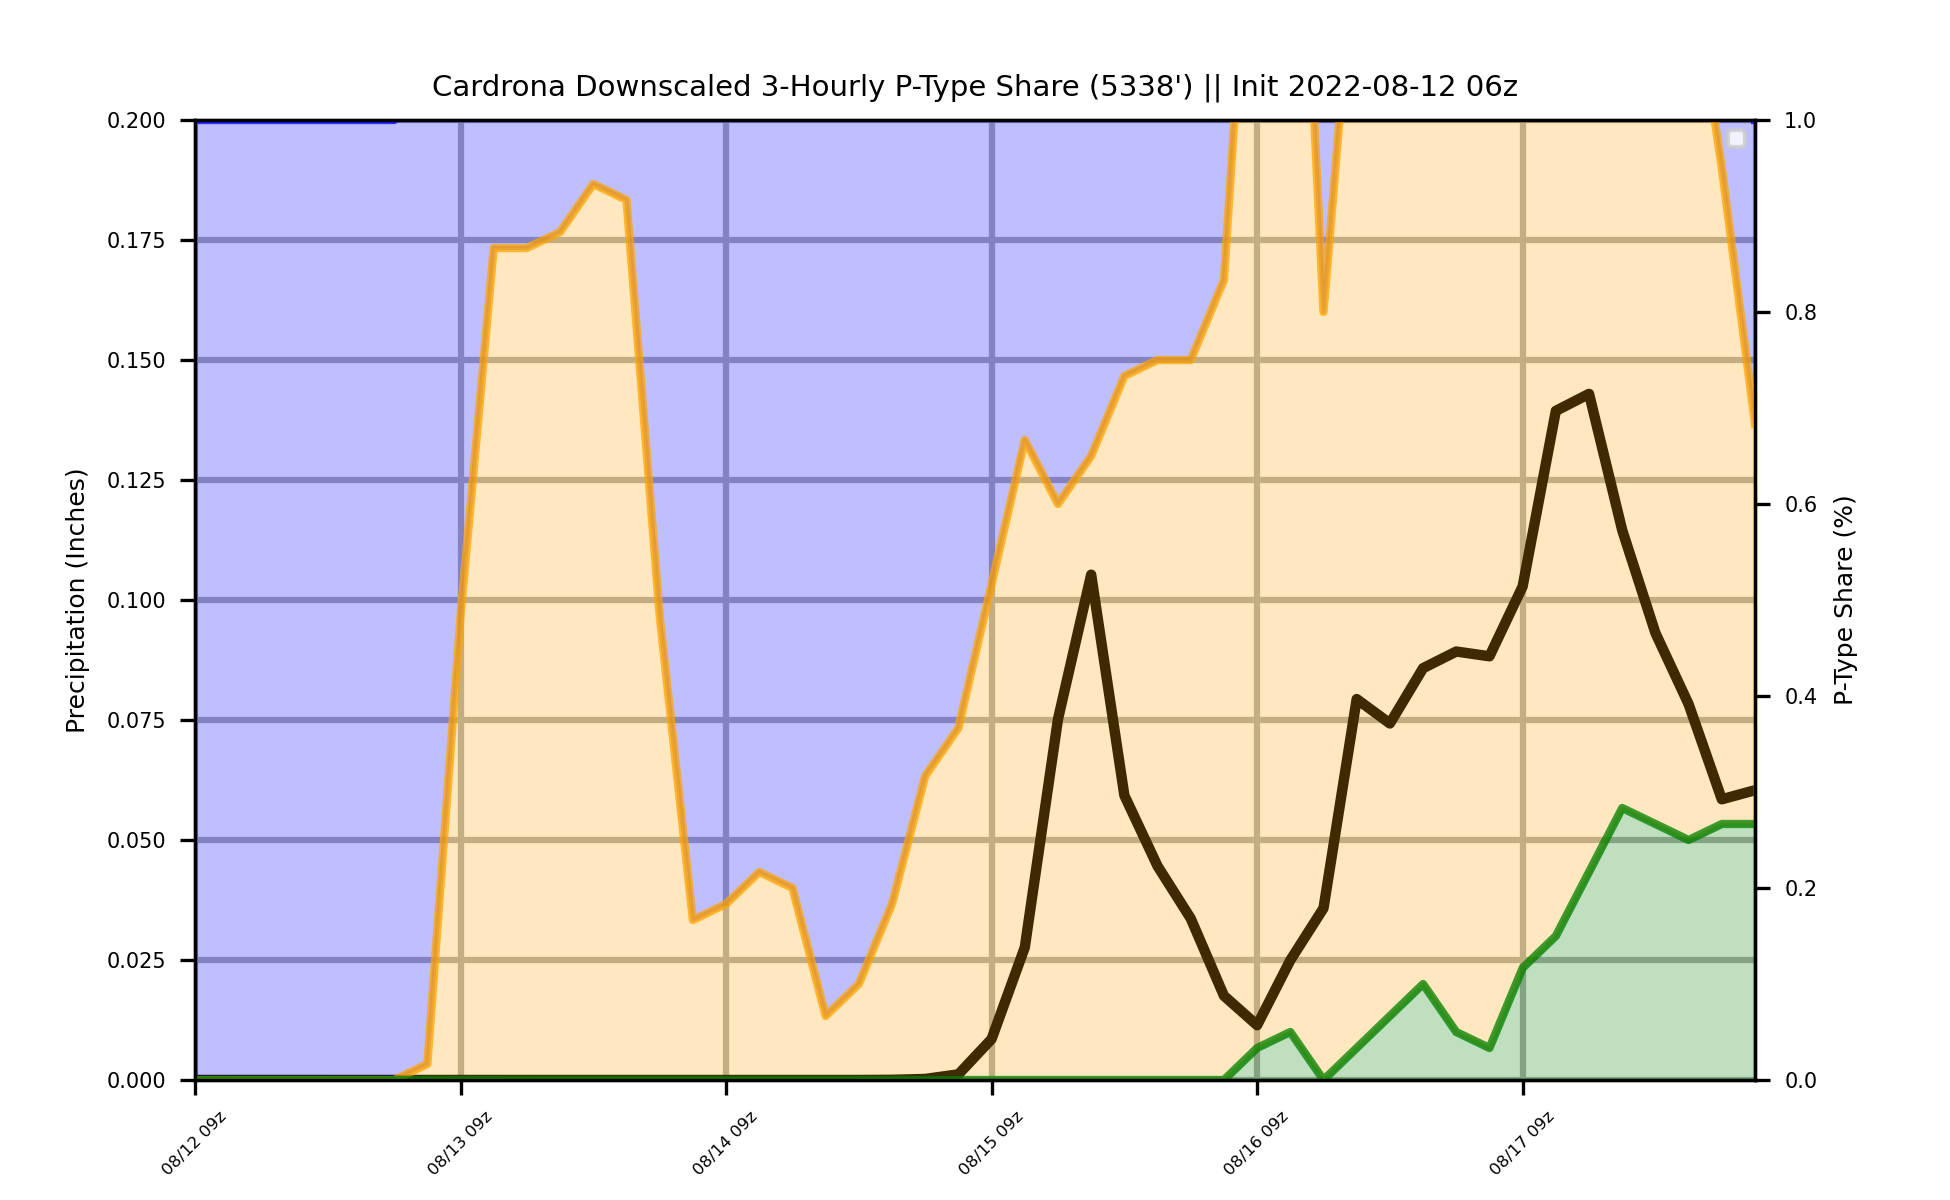 Cardrona Downscaled 3-Hourly P-Type Share (5338') || Init 2022-08-12 06z
0.200
0.175
0.150
0.125
0.100
0.075
0.050
0.025
0.000
Precipitation (Inches)
1.0
0.8
0.6
0.4
0.2
0.0
P-Type Share (%)
08/12 09z
08/13 09z
08/14 09z
08/15 09z
08/16 09z
08/17 09z